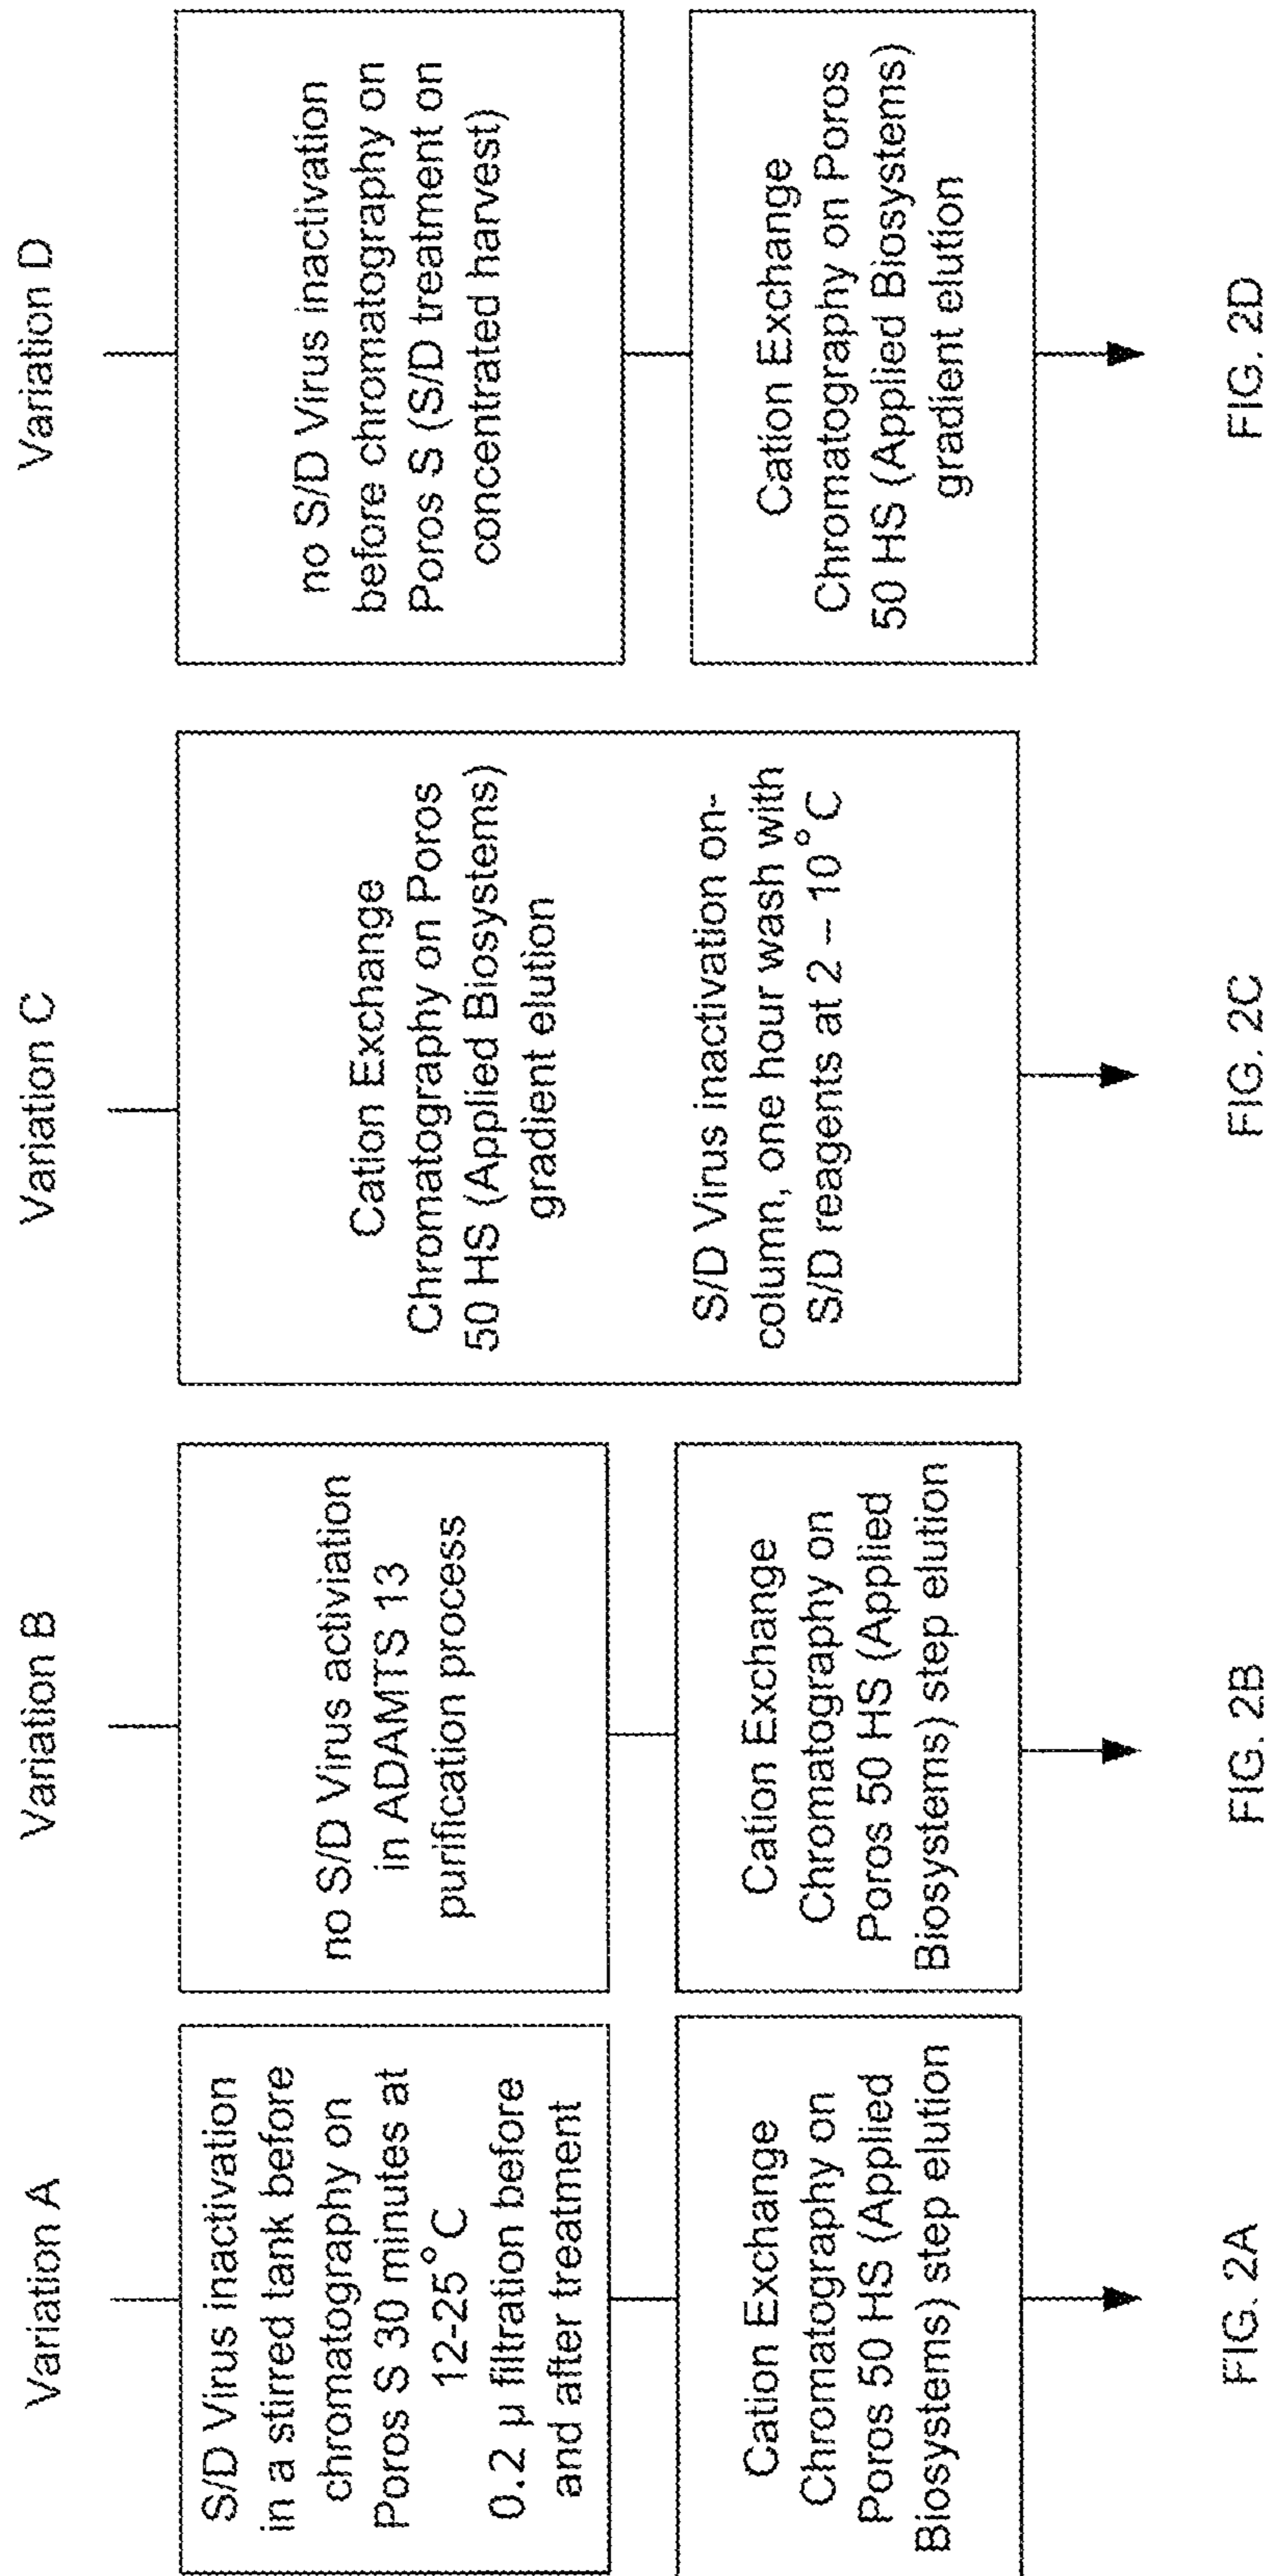 Variation A
S/D Virus inactivation
in a stirred tank before
chromatography on
Poros S 30 minutes at
12-25°C
0.2 μ filtration before
and after treatment
Cation Exchange
Chromatography on
Poros 50 HS (Applied
Biosystems) step elution
FIG. 2A
Variation B
no S/D Virus activiation
in ADAMTS 13
purification process
Cation Exchange
Chromatography on
Poros 50 HS (Applied
Biosystems) step elution
FIG. 2B
Variation C
Cation Exchange
Chromatography on Poros
50 HS (Applied Biosystems)
gradient elution
S/D Virus inactivation on-
column, one hour wash with
S/D reagents at 2 – 10°C
FIG. 2C
Variation D
no S/D Virus inactivation
before chromatography on
Poros S (S/D treatment on
concentrated harvest)
Cation Exchange
Chromatography on Poros
50 HS (Applied Biosystems)
gradient elution
FIG. 2D